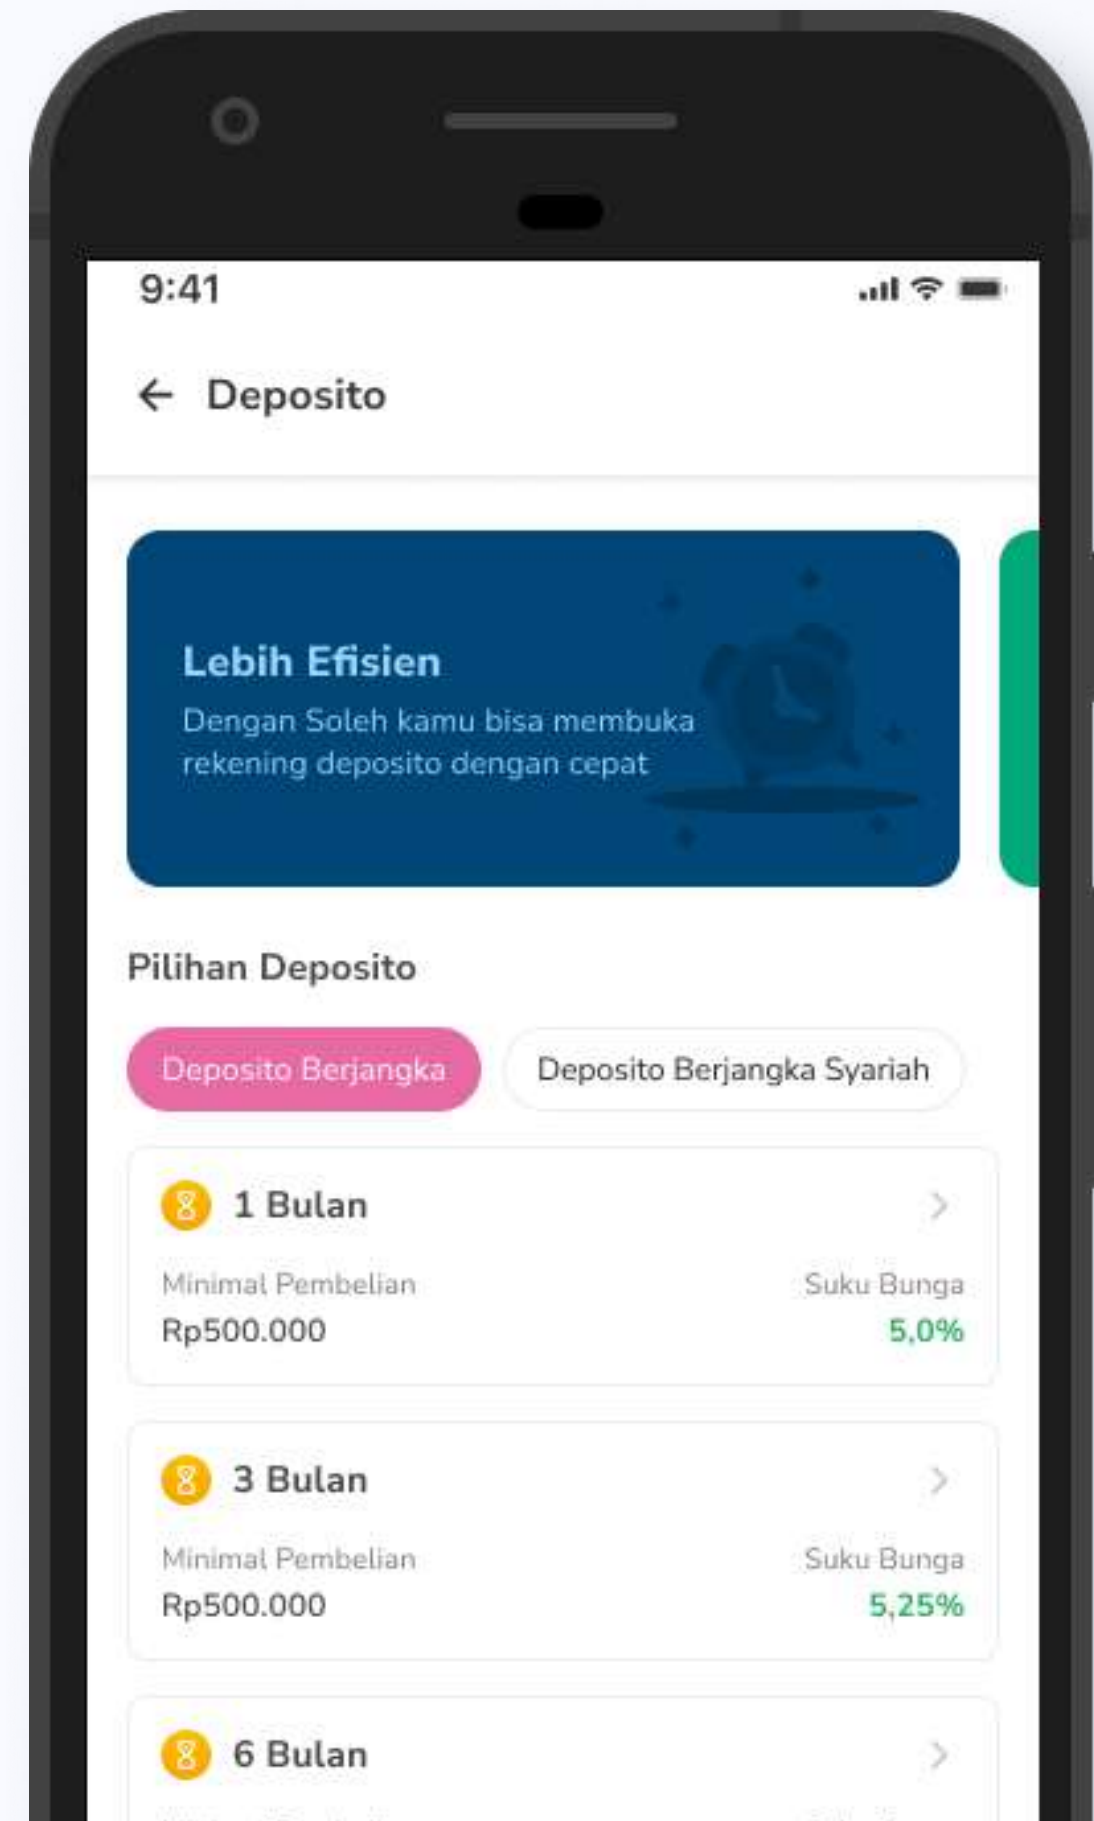 9:41
Deposito
Lebih Efisien
Dengan Soleh kamu bisa membuka
rekening deposito dengan cepat
Pilihan Deposito
Deposito Berjangka
Deposito Berjangka Syariah
1 Bulan
Minimal Pembelian
Suku Bunga
Rp500.000
5,0%
3 Bulan
Minimal Pembelian
Suku Bunga
Rp500.000
5,25%
6 Bulan